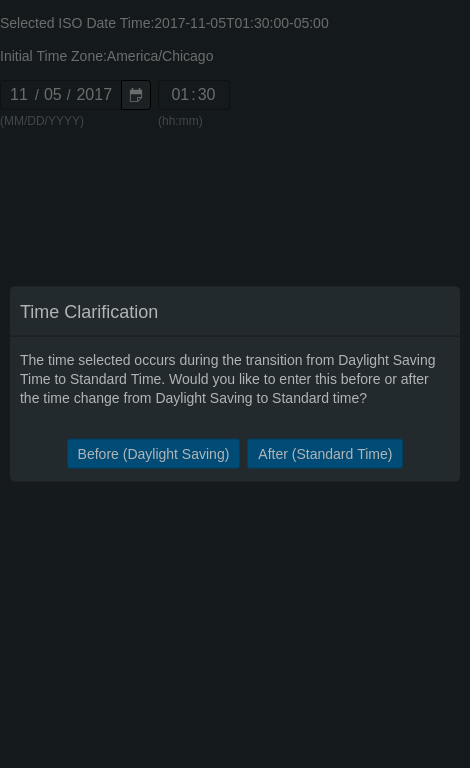 Selected ISO Date Time:2017-11-05T01:30:00-05:00
Initial Time Zone:America/Chicago
11 / 05 / 2017 01:30
(MM/DD/YYYY) (hh:mm)
Time Clarification
The time selected occurs during the transition from Daylight Saving
Time to Standard Time. Would you like to enter this before or after
the time change from Daylight Saving to Standard time?
Before (Daylight Saving) After (Standard Time)